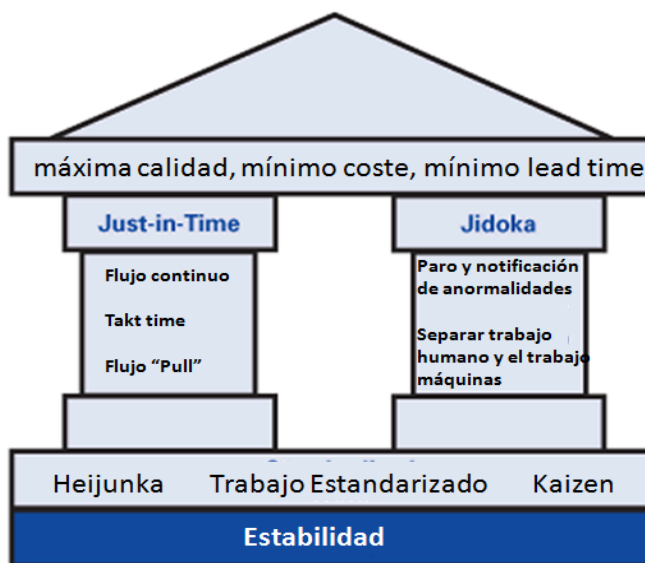 máxima calidad, mínimo coste, mínimo lead time
Just-in-Time
Flujo continuo
Takt time
Flujo “Pull”
Jidoka
Paro y notificación
de anormalidades
Separar trabajo
humano y el trabajo
máquinas
Heijunka Trabajo Estandarizado Kaizen
Estabilidad